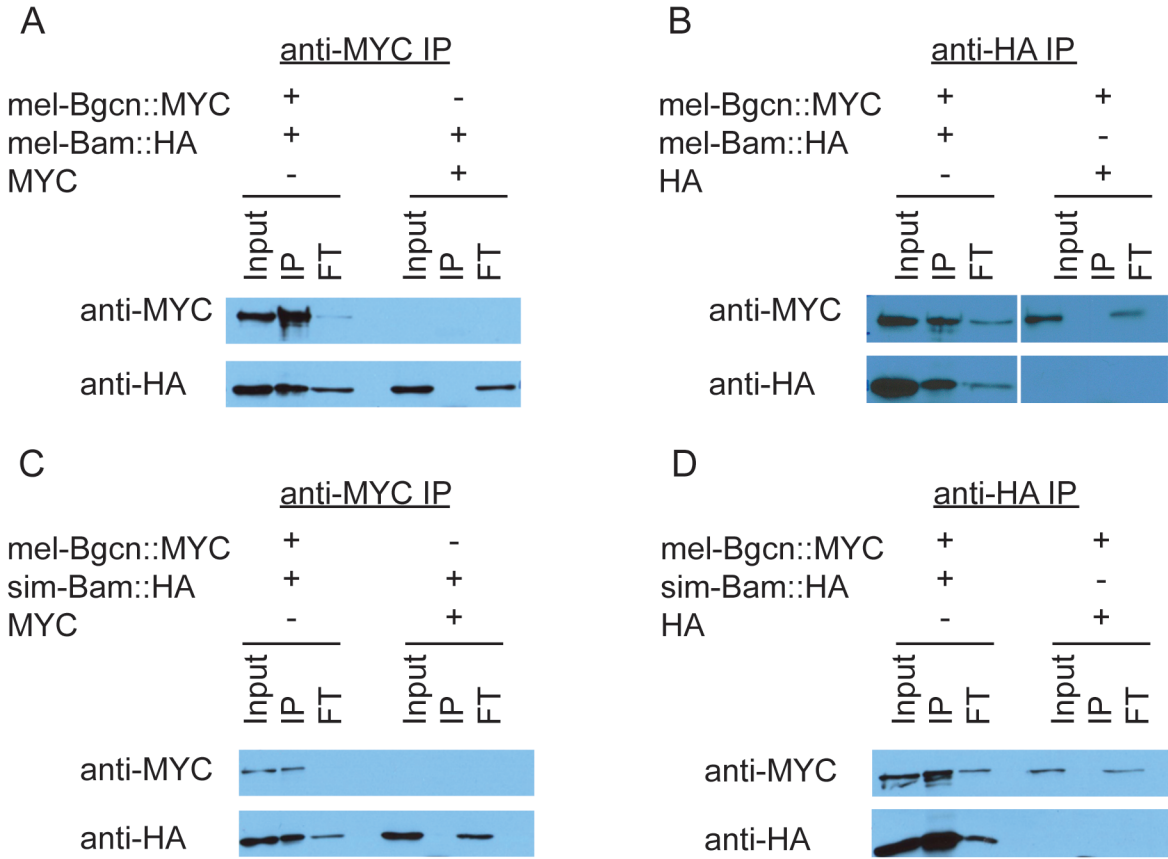 A
anti-MYC IP
mel-Bgcn::MYC + -
mel-Bam::HA + +
MYC - +
Input IP FT Input IP FT
anti-MYC
anti-HA
B
anti-HA IP
mel-Bgcn::MYC + +
mel-Bam::HA + -
HA - +
Input IP FT Input IP FT
anti-MYC
anti-HA
C
anti-MYC IP
mel-Bgcn::MYC + -
sim-Bam::HA + +
MYC - +
Input IP FT Input IP FT
anti-MYC
anti-HA
D
anti-HA IP
mel-Bgcn::MYC + +
sim-Bam::HA + -
HA - +
Input IP FT Input IP FT
anti-MYC
anti-HA